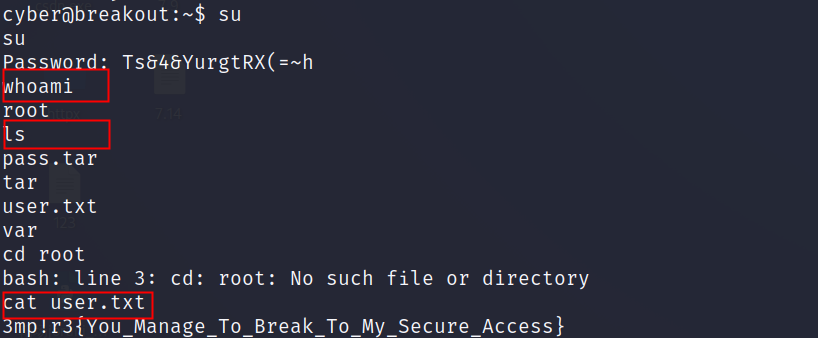 cyber@breakout:~$ su
su
Password: Ts&4&YurgtRX(=~h
whoami
root
ls
pass.tar
tar
user.txt
var
cd root
bash: line 3: cd: root: No such file or directory
cat user.txt
3mp!r3{You_Manage_To_Break_To_My_Secure_Access}